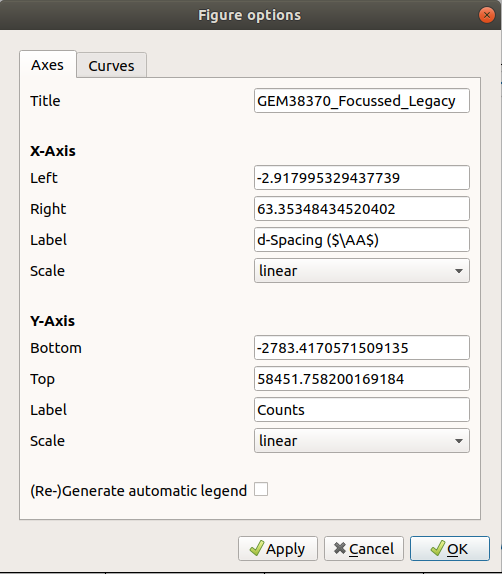 Figure options
Axes Curves
Title GEM38370_Focussed_Legacy
X-Axis
Left -2.917995329437739
Right 63.35348434520402
Label d-Spacing ($\AA$)
Scale linear
Y-Axis
Bottom -2783.4170571509135
Top 58451.758200169184
Label Counts
Scale linear
(Re-)Generate automatic legend
Apply Cancel OK